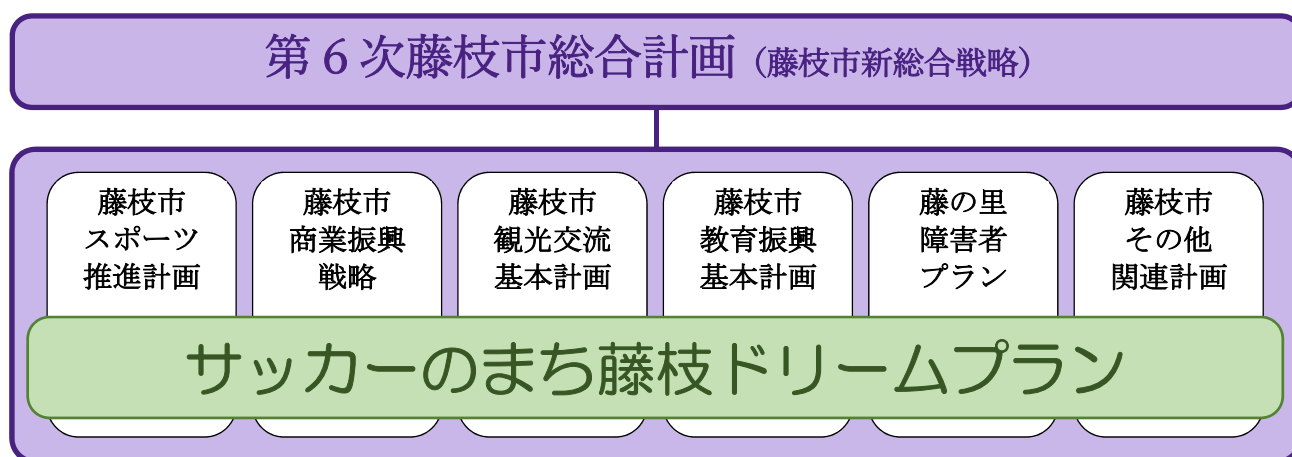 第６次藤枝市総合計画（藤枝市新総合戦略）
藤枝市
スポーツ
推進計画
藤枝市
商業振興
戦略
藤枝市
観光交流
基本計画
藤枝市
教育振興
基本計画
藤の里
障害者
プラン
藤枝市
その他
関連計画
サッカーのまち藤枝ドリームプラン